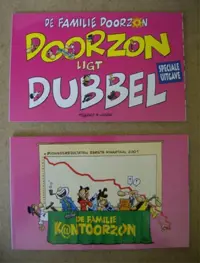 DE FAMILIE DOORZON
DOORZON
LIGT
DUBBEL
SPECIALE
UITGAVE
DE FAMILIE
K@NTOORZON